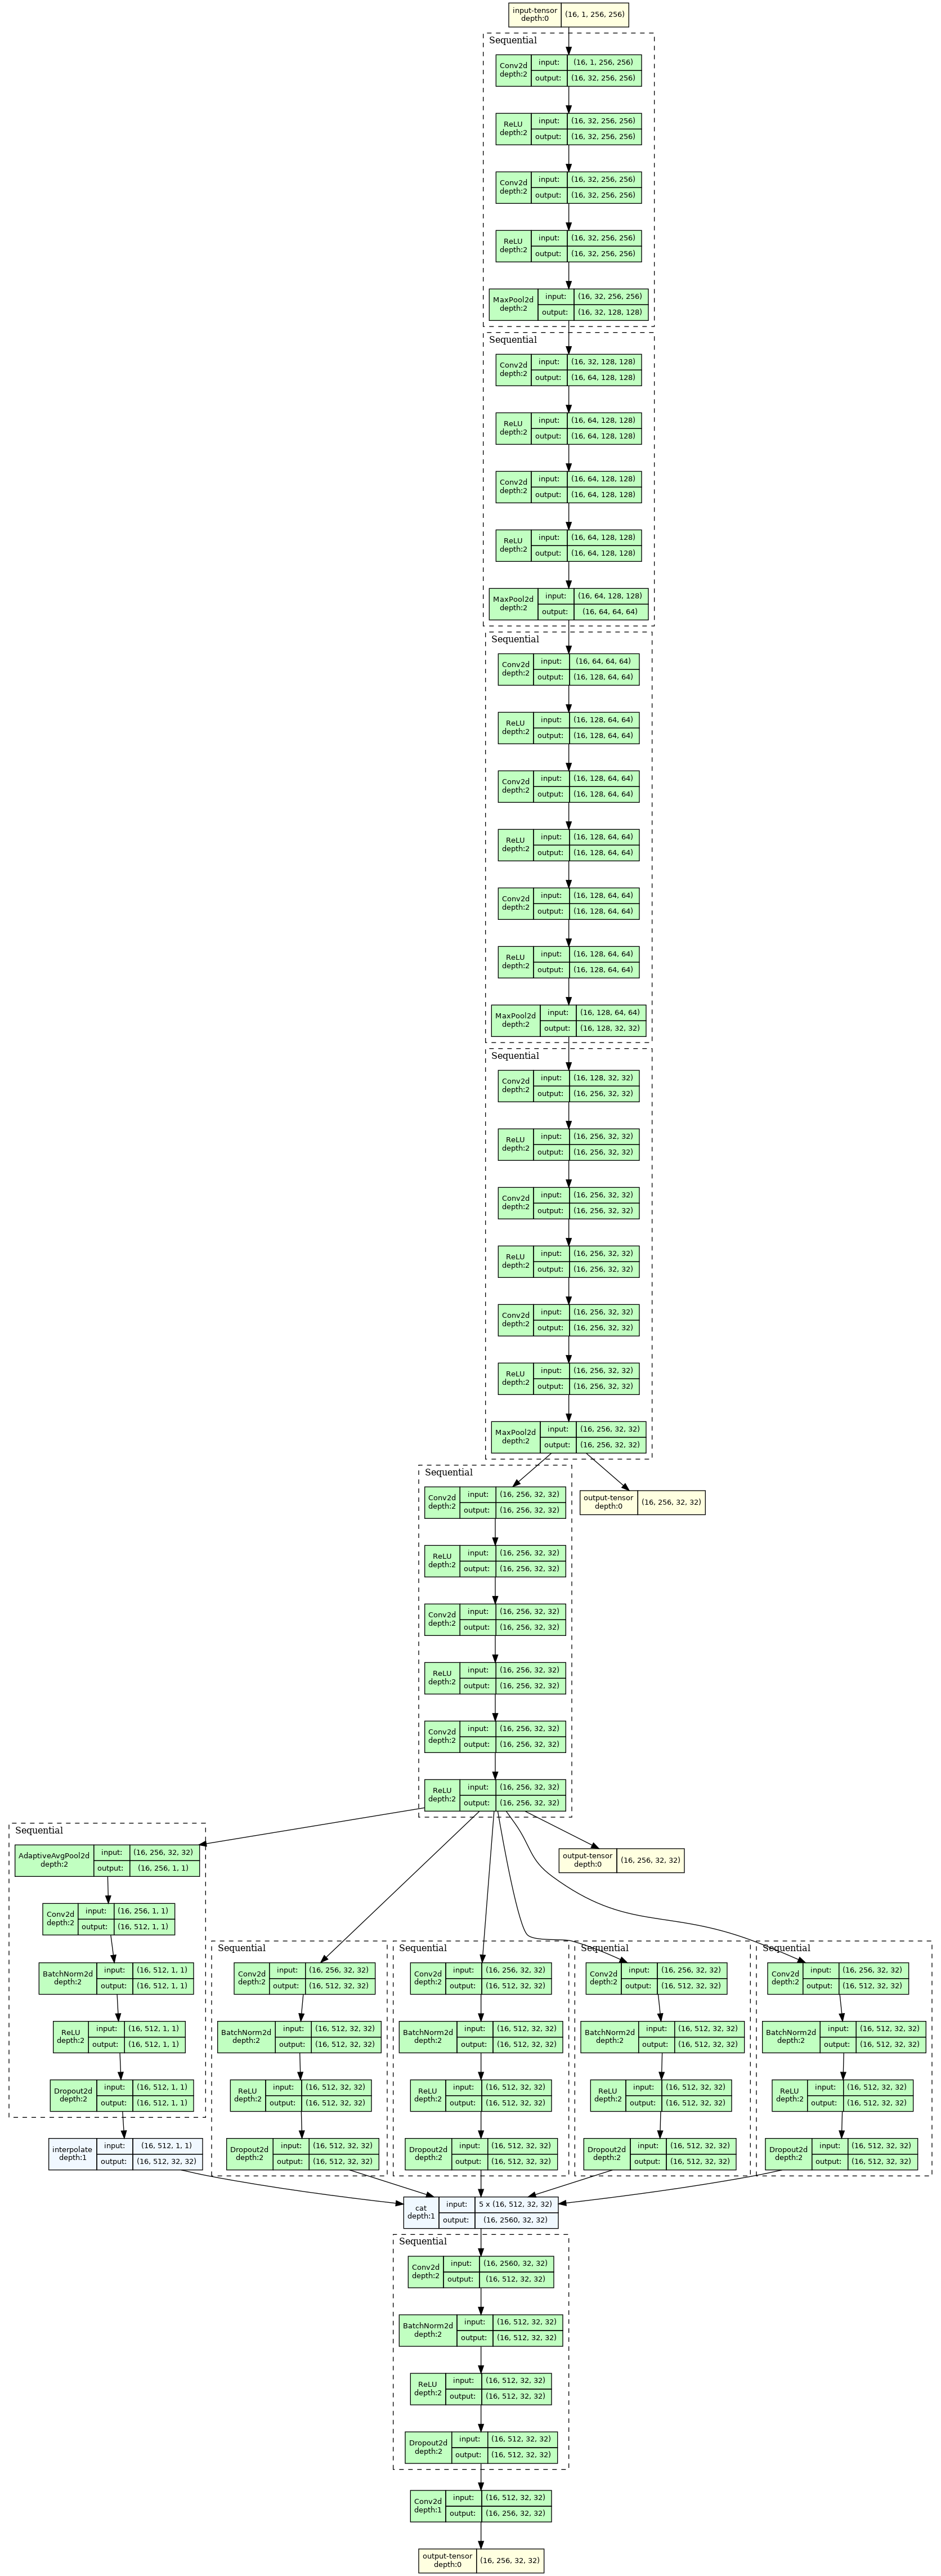 input-tensor
depth:0
(16, 1, 256, 256)
Sequential
Conv2d
depth:2
input: (16, 1, 256, 256)
output: (16, 32, 256, 256)
ReLU
depth:2
input: (16, 32, 256, 256)
output: (16, 32, 256, 256)
Conv2d
depth:2
input: (16, 32, 256, 256)
output: (16, 32, 256, 256)
ReLU
depth:2
input: (16, 32, 256, 256)
output: (16, 32, 256, 256)
MaxPool2d
depth:2
input: (16, 32, 256, 256)
output: (16, 32, 128, 128)
Sequential
Conv2d
depth:2
input: (16, 32, 128, 128)
output: (16, 64, 128, 128)
ReLU
depth:2
input: (16, 64, 128, 128)
output: (16, 64, 128, 128)
Conv2d
depth:2
input: (16, 64, 128, 128)
output: (16, 64, 128, 128)
ReLU
depth:2
input: (16, 64, 128, 128)
output: (16, 64, 128, 128)
MaxPool2d
depth:2
input: (16, 64, 128, 128)
output: (16, 64, 64, 64)
Sequential
Conv2d
depth:2
input: (16, 64, 64, 64)
output: (16, 128, 64, 64)
ReLU
depth:2
input: (16, 128, 64, 64)
output: (16, 128, 64, 64)
Conv2d
depth:2
input: (16, 128, 64, 64)
output: (16, 128, 64, 64)
ReLU
depth:2
input: (16, 128, 64, 64)
output: (16, 128, 64, 64)
Conv2d
depth:2
input: (16, 128, 64, 64)
output: (16, 128, 64, 64)
ReLU
depth:2
input: (16, 128, 64, 64)
output: (16, 128, 64, 64)
MaxPool2d
depth:2
input: (16, 128, 64, 64)
output: (16, 128, 32, 32)
Sequential
Conv2d
depth:2
input: (16, 128, 32, 32)
output: (16, 256, 32, 32)
ReLU
depth:2
input: (16, 256, 32, 32)
output: (16, 256, 32, 32)
Conv2d
depth:2
input: (16, 256, 32, 32)
output: (16, 256, 32, 32)
ReLU
depth:2
input: (16, 256, 32, 32)
output: (16, 256, 32, 32)
Conv2d
depth:2
input: (16, 256, 32, 32)
output: (16, 256, 32, 32)
ReLU
depth:2
input: (16, 256, 32, 32)
output: (16, 256, 32, 32)
MaxPool2d
depth:2
input: (16, 256, 32, 32)
output: (16, 256, 32, 32)
Sequential
Conv2d
depth:2
input: (16, 256, 32, 32)
output: (16, 256, 32, 32)
output-tensor
depth:0
(16, 256, 32, 32)
ReLU
depth:2
input: (16, 256, 32, 32)
output: (16, 256, 32, 32)
Conv2d
depth:2
input: (16, 256, 32, 32)
output: (16, 256, 32, 32)
ReLU
depth:2
input: (16, 256, 32, 32)
output: (16, 256, 32, 32)
Conv2d
depth:2
input: (16, 256, 32, 32)
output: (16, 256, 32, 32)
ReLU
depth:2
input: (16, 256, 32, 32)
output: (16, 256, 32, 32)
Sequential
AdaptiveAvgPool2d
depth:2
input: (16, 256, 32, 32)
output: (16, 256, 1, 1)
output-tensor
depth:0
(16, 256, 32, 32)
Conv2d
depth:2
input: (16, 256, 1, 1)
output: (16, 512, 1, 1)
BatchNorm2d
depth:2
input: (16, 512, 1, 1)
output: (16, 512, 1, 1)
ReLU
depth:2
input: (16, 512, 1, 1)
output: (16, 512, 1, 1)
Dropout2d
depth:2
input: (16, 512, 1, 1)
output: (16, 512, 1, 1)
interpolate
depth:1
input: (16, 512, 1, 1)
output: (16, 512, 32, 32)
Sequential
Conv2d
depth:2
input: (16, 256, 32, 32)
output: (16, 512, 32, 32)
BatchNorm2d
depth:2
input: (16, 512, 32, 32)
output: (16, 512, 32, 32)
ReLU
depth:2
input: (16, 512, 32, 32)
output: (16, 512, 32, 32)
Dropout2d
depth:2
input: (16, 512, 32, 32)
output: (16, 512, 32, 32)
Sequential
Conv2d
depth:2
input: (16, 256, 32, 32)
output: (16, 512, 32, 32)
BatchNorm2d
depth:2
input: (16, 512, 32, 32)
output: (16, 512, 32, 32)
ReLU
depth:2
input: (16, 512, 32, 32)
output: (16, 512, 32, 32)
Dropout2d
depth:2
input: (16, 512, 32, 32)
output: (16, 512, 32, 32)
Sequential
Conv2d
depth:2
input: (16, 256, 32, 32)
output: (16, 512, 32, 32)
BatchNorm2d
depth:2
input: (16, 512, 32, 32)
output: (16, 512, 32, 32)
ReLU
depth:2
input: (16, 512, 32, 32)
output: (16, 512, 32, 32)
Dropout2d
depth:2
input: (16, 512, 32, 32)
output: (16, 512, 32, 32)
Sequential
Conv2d
depth:2
input: (16, 256, 32, 32)
output: (16, 512, 32, 32)
BatchNorm2d
depth:2
input: (16, 512, 32, 32)
output: (16, 512, 32, 32)
ReLU
depth:2
input: (16, 512, 32, 32)
output: (16, 512, 32, 32)
Dropout2d
depth:2
input: (16, 512, 32, 32)
output: (16, 512, 32, 32)
cat
depth:1
input: 5 x (16, 512, 32, 32)
output: (16, 2560, 32, 32)
Sequential
Conv2d
depth:2
input: (16, 2560, 32, 32)
output: (16, 512, 32, 32)
BatchNorm2d
depth:2
input: (16, 512, 32, 32)
output: (16, 512, 32, 32)
ReLU
depth:2
input: (16, 512, 32, 32)
output: (16, 512, 32, 32)
Dropout2d
depth:2
input: (16, 512, 32, 32)
output: (16, 512, 32, 32)
Conv2d
depth:1
input: (16, 512, 32, 32)
output: (16, 256, 32, 32)
output-tensor
depth:0
(16, 256, 32, 32)